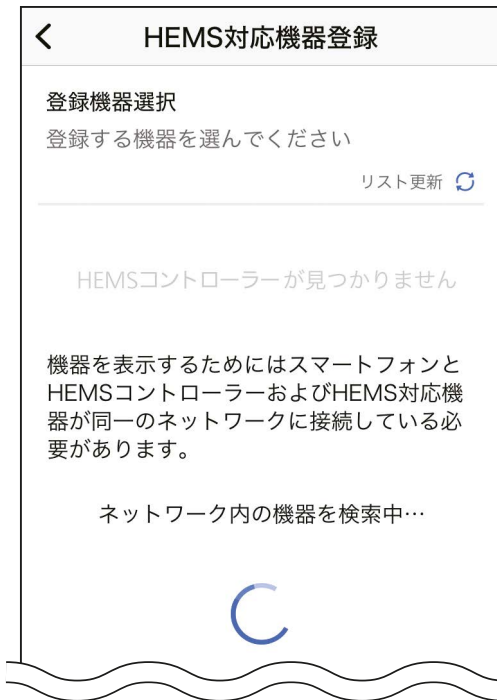 HEMS対応機器登録
登録機器選択
登録する機器を選んでください
リスト更新
HEMSコントローラーが見つかりません
機器を表示するためにはスマートフォンと
HEMSコントローラーおよびHEMS対応機
器が同一のネットワークに接続している必
要があります。
ネットワーク内の機器を検索中…